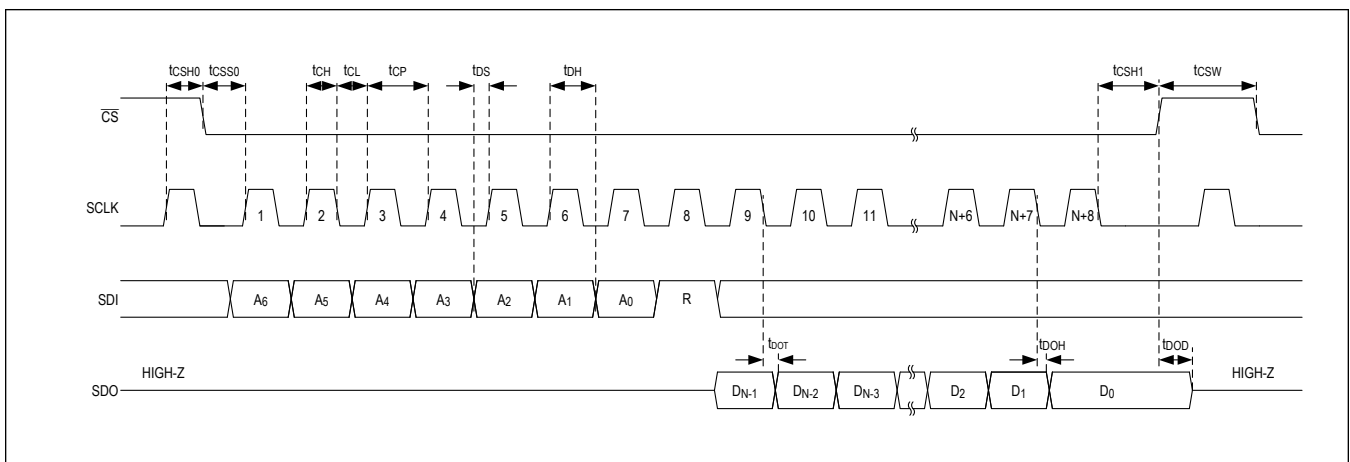 tCSH0 tCSS0 tCH tCL tCP tDS tDH tCSH1 tCSW
CS
SCLK 1 2 3 4 5 6 7 8 9 10 11 N+6 N+7 N+8
SDI A6 A5 A4 A3 A2 A1 A0 R
tDOT tDOH tDOD
HIGH-Z HIGH-Z
SDO DN-1 DN-2 DN-3 D2 D1 D0